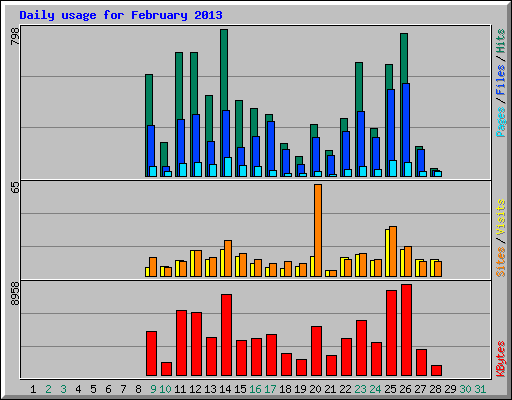 Daily usage for February 2013
798
Pages / Files / Hits
65
Sites / Visits
8958
KBytes
1 2 3 4 5 6 7 8 9 10 11 12 13 14 15 16 17 18 19 20 21 22 23 24 25 26 27 28 29 30 31